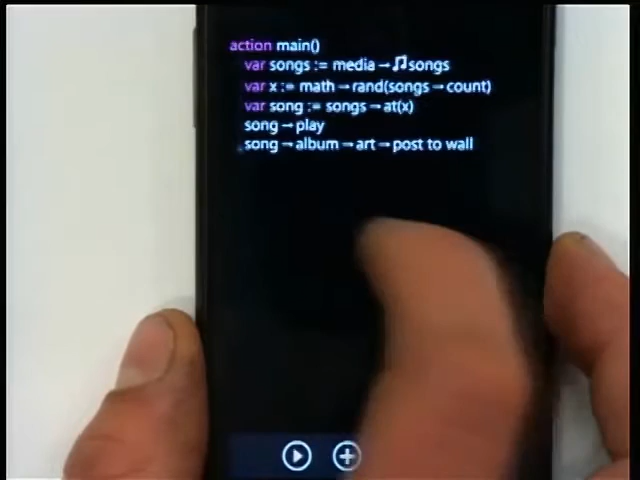 action main()
var songs := media → ♫songs
var x := math → rand(songs → count)
var song := songs → at(x)
song → play
song → album → art → post to wall